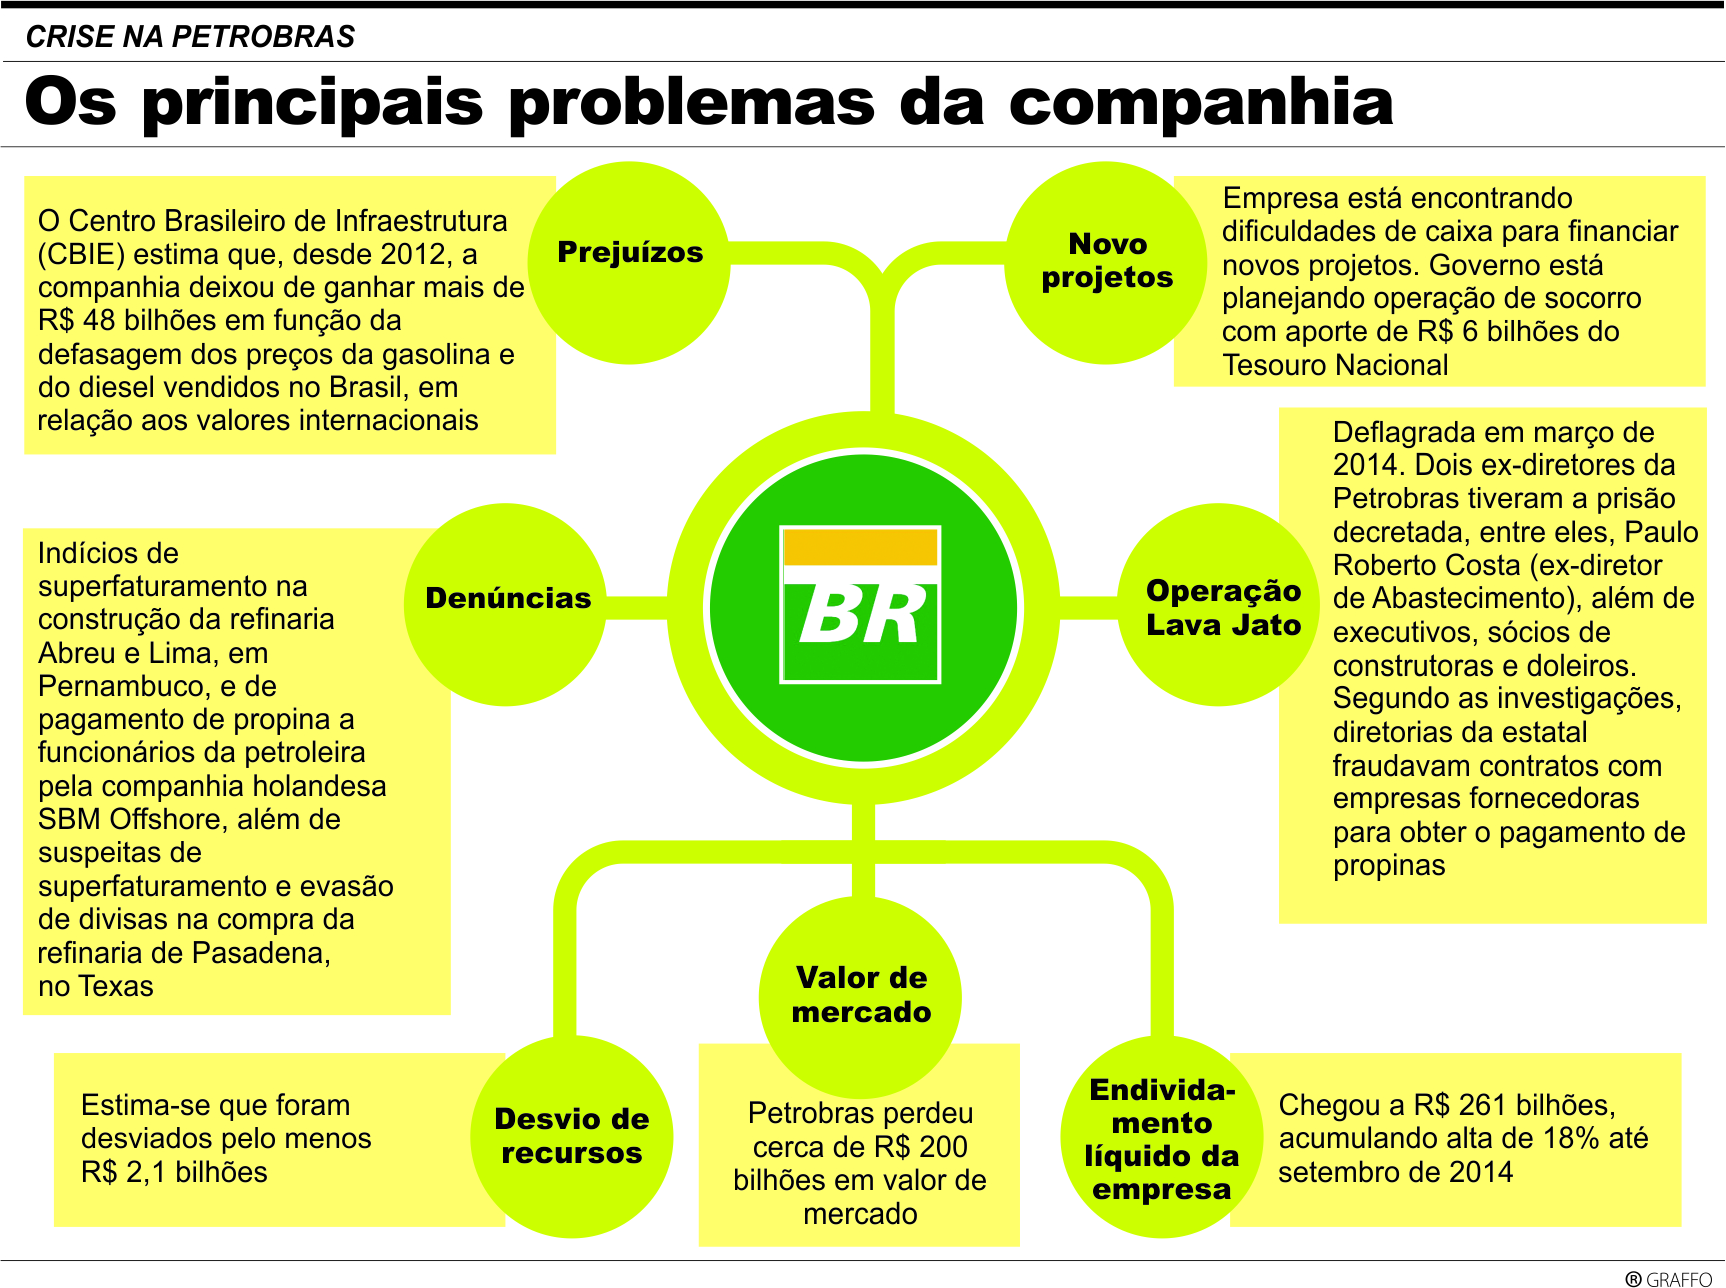 CRISE NA PETROBRAS
Os principais problemas da companhia
O Centro Brasileiro de Infraestrutura
(CBIE) estima que, desde 2012, a
companhia deixou de ganhar mais de
R$ 48 bilhões em função da
defasagem dos preços da gasolina e
do diesel vendidos no Brasil, em
relação aos valores internacionais
Prejuízos
Novo
projetos
Empresa está encontrando
dificuldades de caixa para financiar
novos projetos. Governo está
planejando operação de socorro
com aporte de R$ 6 bilhões do
Tesouro Nacional
Indícios de
superfaturamento na
construção da refinaria
Abreu e Lima, em
Pernambuco, e de
pagamento de propina a
funcionários da petroleira
pela companhia holandesa
SBM Offshore, além de
suspeitas de
superfaturamento e evasão
de divisas na compra da
refinaria de Pasadena,
no Texas
Denúncias
BR
Operação
Lava Jato
Deflagrada em março de
2014. Dois ex-diretores da
Petrobras tiveram a prisão
decretada, entre eles, Paulo
Roberto Costa (ex-diretor
de Abastecimento), além de
executivos, sócios de
construtoras e doleiros.
Segundo as investigações,
diretorias da estatal
fraudavam contratos com
empresas fornecedoras
para obter o pagamento de
propinas
Estima-se que foram
desviados pelo menos
R$ 2,1 bilhões
Desvio de
recursos
Valor de
mercado
Petrobras perdeu
cerca de R$ 200
bilhões em valor de
mercado
Endivida-
mento
líquido da
empresa
Chegou a R$ 261 bilhões,
acumulando alta de 18% até
setembro de 2014
® GRAFFO